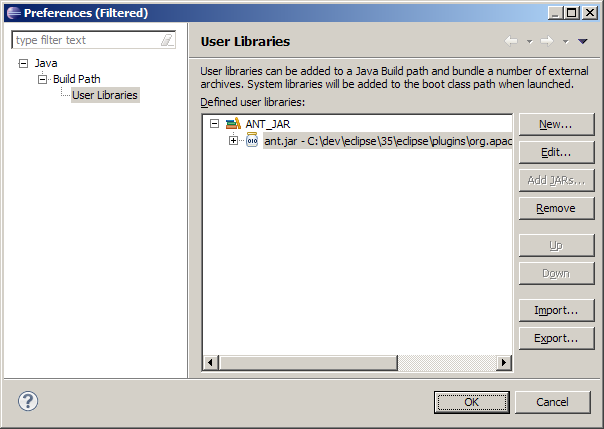 Preferences (Filtered)
type filter text
Java
Build Path
User Libraries
User Libraries
User libraries can be added to a Java Build path and bundle a number of external
archives. System libraries will be added to the boot class path when launched.
Defined user libraries:
ANT_JAR
ant.jar - C:\dev\eclipse\35\eclipse\plugins\org.apac
New...
Edit...
Add JARs...
Remove
Up
Down
Import...
Export...
OK
Cancel